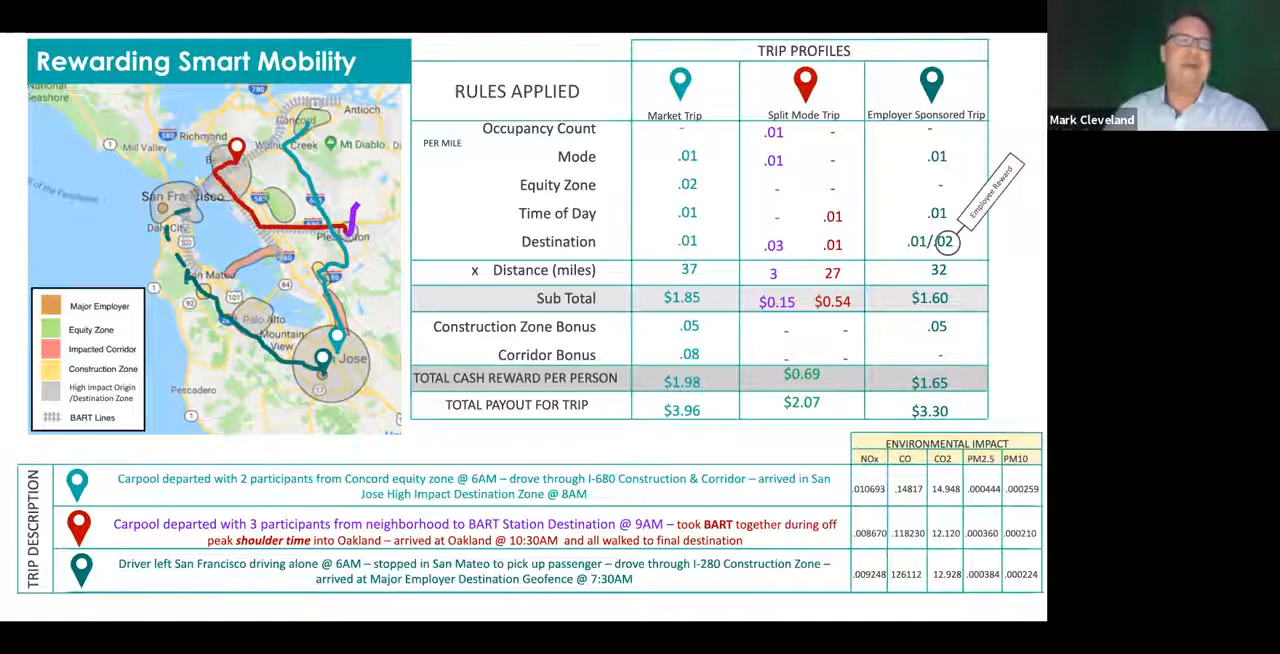 Rewarding Smart Mobility
National
Seashore
Antioch
Concord
Richmond
Mill Valley
Walnut Creek
Mt Diablo
San Francisco
Daly City
Pleasanton
San Mateo
Palo Alto
Mountain
View
San Jose
Pescadero
Major Employer
Equity Zone
Impacted Corridor
Construction Zone
High Impact Origin
/Destination Zone
BART Lines
TRIP PROFILES
RULES APPLIED
Market Trip Split Mode Trip Employer Sponsored Trip
PER MILE
Occupancy Count - .01 -
Mode .01 .01 - .01
Equity Zone .02 - - -
Time of Day .01 - .01 .01
Destination .01 .03 .01 .01/.02
Employee Reward
x Distance (miles) 37 3 27 32
Sub Total $1.85 $0.15 $0.54 $1.60
Construction Zone Bonus .05 - - .05
Corridor Bonus .08 - - -
TOTAL CASH REWARD PER PERSON $1.98 $0.69 $1.65
TOTAL PAYOUT FOR TRIP $3.96 $2.07 $3.30
ENVIRONMENTAL IMPACT
NOx CO CO2 PM2.5 PM10
TRIP DESCRIPTION
Carpool departed with 2 participants from Concord equity zone @ 6AM – drove through I-680 Construction & Corridor – arrived in San
Jose High Impact Destination Zone @ 8AM
.010693 .14817 14.948 .000444 .000259
Carpool departed with 3 participants from neighborhood to BART Station Destination @ 9AM – took BART together during off
peak shoulder time into Oakland – arrived at Oakland @ 10:30AM and all walked to final destination
.008670 .118230 12.120 .000360 .000210
Driver left San Francisco driving alone @ 6AM – stopped in San Mateo to pick up passenger – drove through I-280 Construction Zone –
arrived at Major Employer Destination Geofence @ 7:30AM
.009248 126112 12.928 .000384 .000224
Mark Cleveland